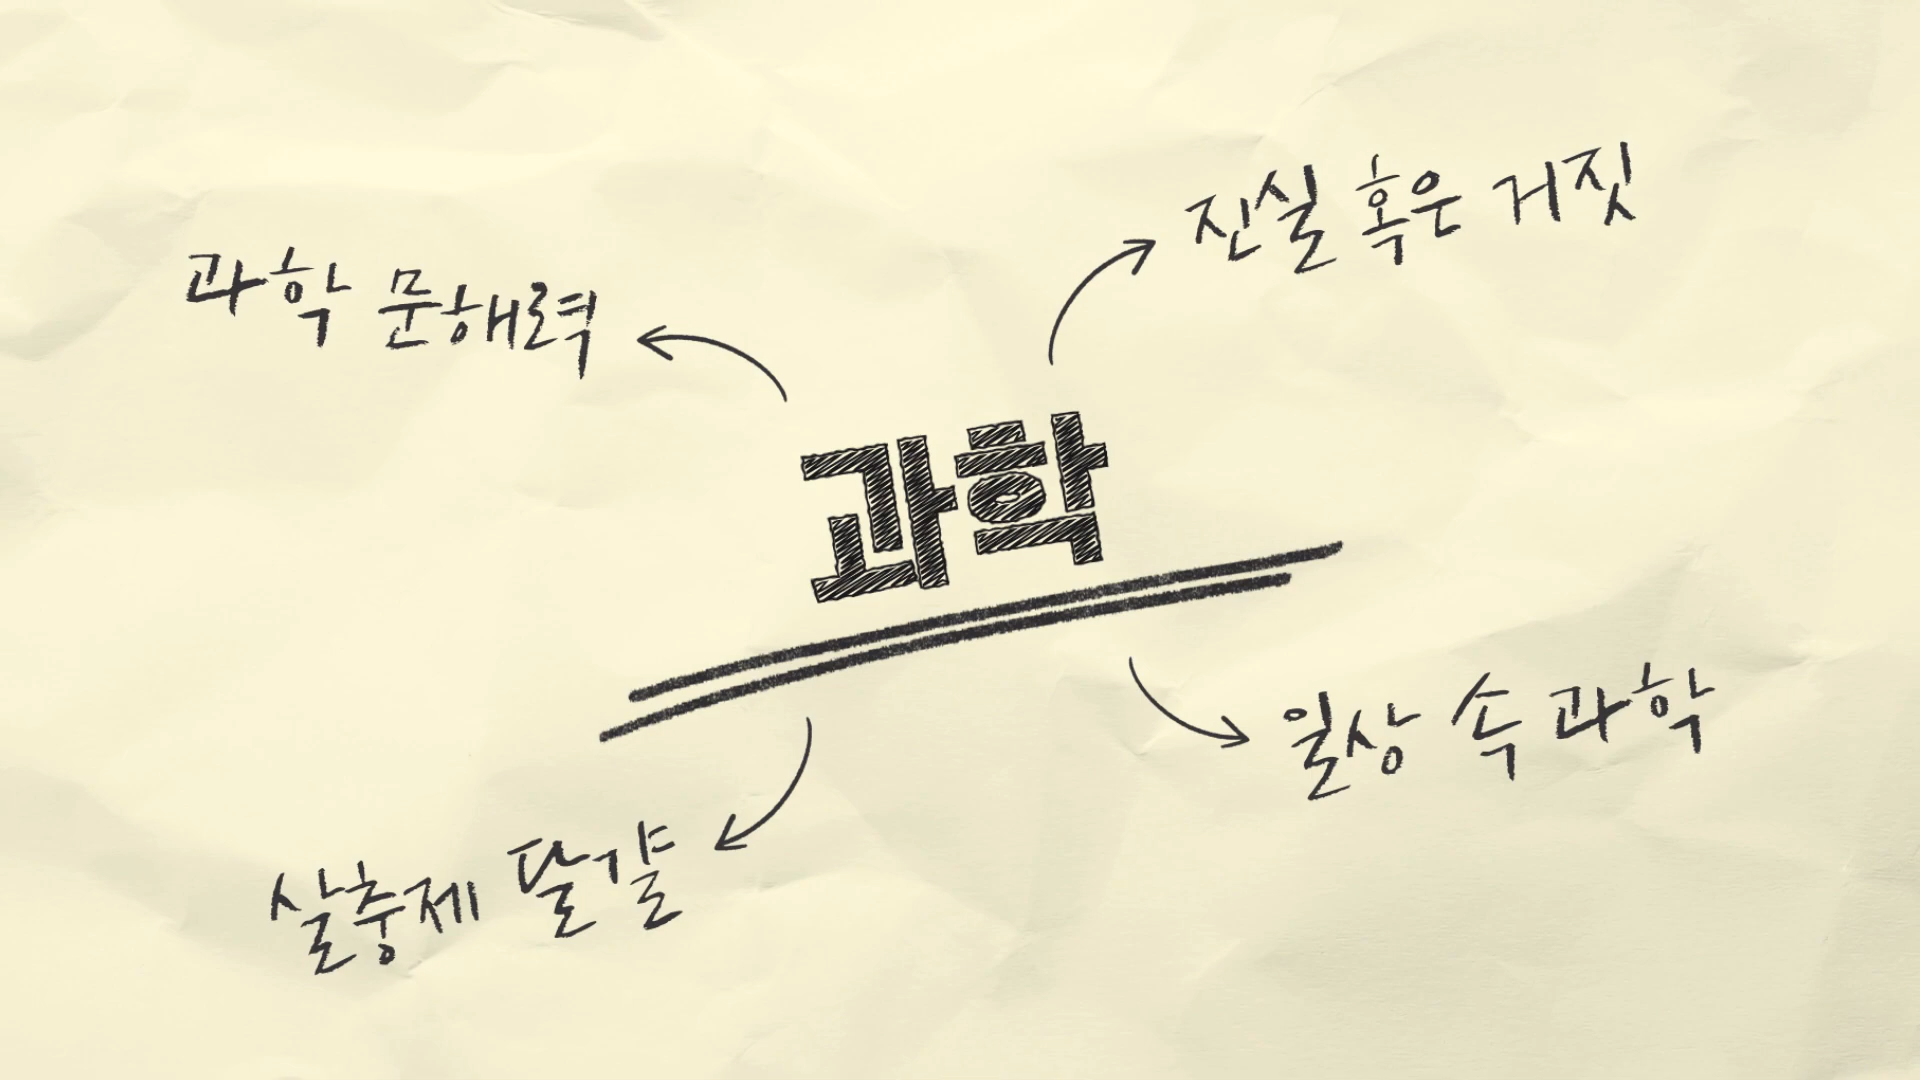 진실 혹은 거짓
과학 문해력
과학
일상 속 과학
살충제 달걀